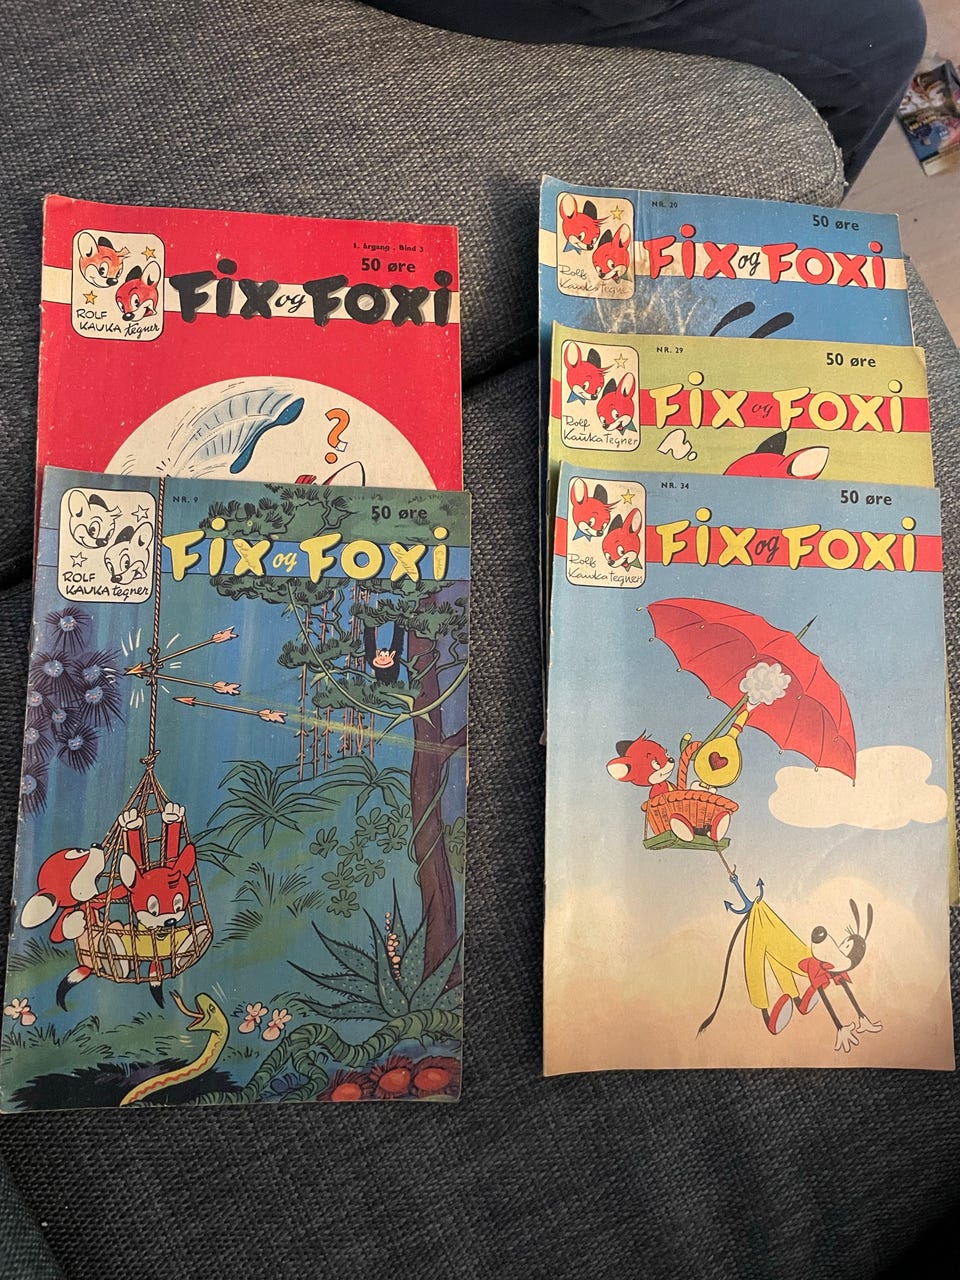 1. Årgang . Bind 3
50 øre
FIX og FOXI
ROLF
KAUKA tegner
?
NR. 9
50 øre
FIX og FOXI
ROLF
KAUKA tegner
NR. 20
50 øre
FIX og FOXI
Rolf
Kauka Tegner
NR. 29
50 øre
FIX og FOXI
Rolf
Kauka Tegner
?
NR. 34
50 øre
FIX og FOXI
Rolf
Kauka Tegner